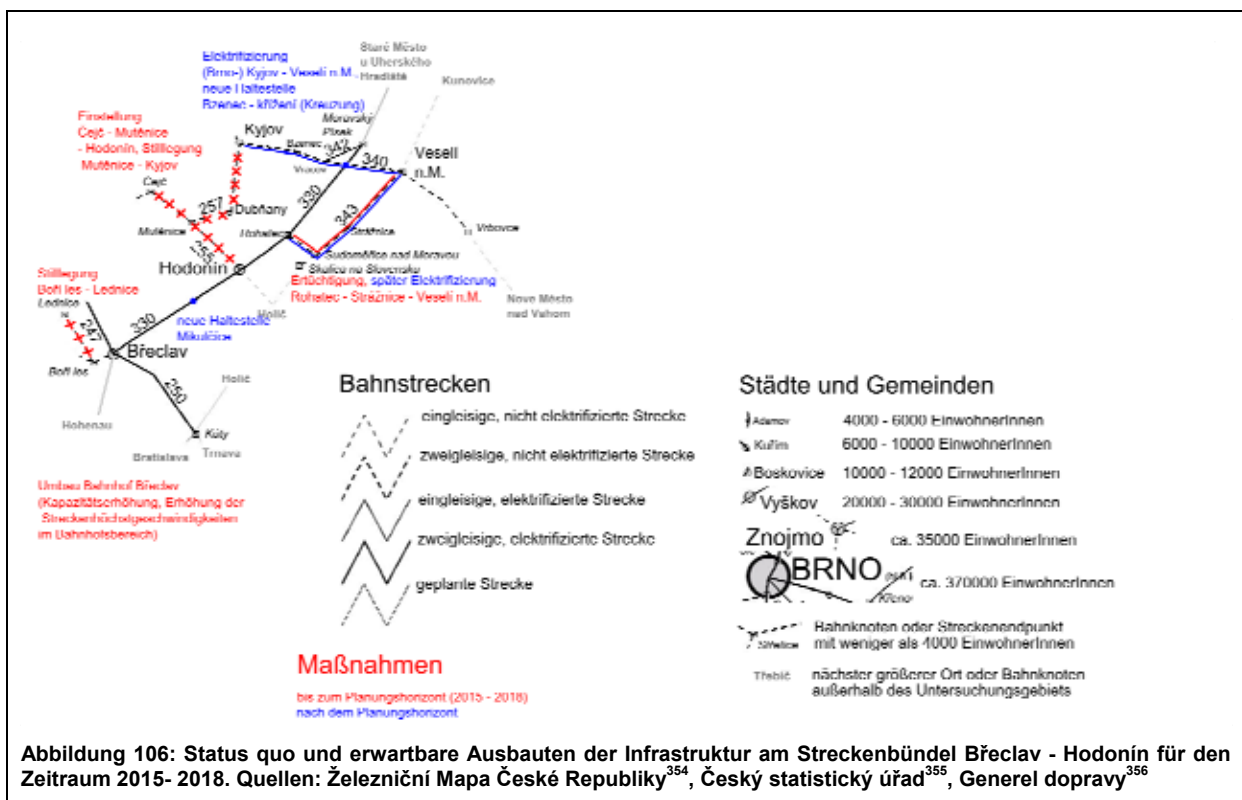 Elektrifizierung
(Brno-) Kyjov - Veselí n.M.
neue Haltestelle
Bzenec - křížení (Kreuzung)
Staré Město
u Uherského
Hradiště
Kunovice
Einstellung
Čejč - Mutěnice
- Hodonín, Stilllegung
Mutěnice - Kyjov
Kyjov
Bzenec
Moravský
Písek
342
Vracov
340
Veselí
n.M.
Čejč
257
Dubňany
330
343
Mutěnice
Rohatec
Strážnice
Vrbovce
255
Hodonín
Sudoměřice nad Moravou
Skalica na Slovensku
Stilllegung
Boří les - Lednice
Ertüchtigung, später Elektrifizierung
Rohatec - Strážnice - Veselí n.M.
Lednice
Holíč
Nove Město
nad Vahom
247
330
neue Haltestelle
Mikulčice
Břeclav
Boří les
250
Holíč
Hohenau
Kúty
Bratislava
Trnava
Umbau Bahnhof Břeclav
(Kapazitätserhöhung, Erhöhung der
Streckenhöchstgeschwindigkeiten
im Bahnhofsbereich)
Bahnstrecken
eingleisige, nicht elektrifizierte Strecke
zweigleisige, nicht elektrifizierte Strecke
eingleisige, elektrifizierte Strecke
zweigleisige, elektrifizierte Strecke
geplante Strecke
Maßnahmen
bis zum Planungshorizont (2015 - 2018)
nach dem Planungshorizont
Städte und Gemeinden
Adamov 4000 - 6000 EinwohnerInnen
Kuřim 6000 - 10000 EinwohnerInnen
Boskovice 10000 - 12000 EinwohnerInnen
Vyškov 20000 - 30000 EinwohnerInnen
Znojmo ca. 35000 EinwohnerInnen
BRNO ca. 370000 EinwohnerInnen
Bahnknoten oder Streckenendpunkt
Střelice mit weniger als 4000 EinwohnerInnen
Třebíč nächster größerer Ort oder Bahnknoten
außerhalb des Untersuchungsgebiets
Abbildung 106: Status quo und erwartbare Ausbauten der Infrastruktur am Streckenbündel Břeclav - Hodonín für den
Zeitraum 2015- 2018. Quellen: Železniční Mapa České Republiky354, Český statistický úřad355, Generel dopravy356